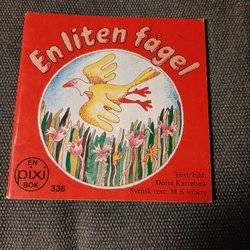 En liten fågel
Text/bild:
Dorte Karrebæk
Svensk text: M S Viberg
EN
pixi
BOK
336